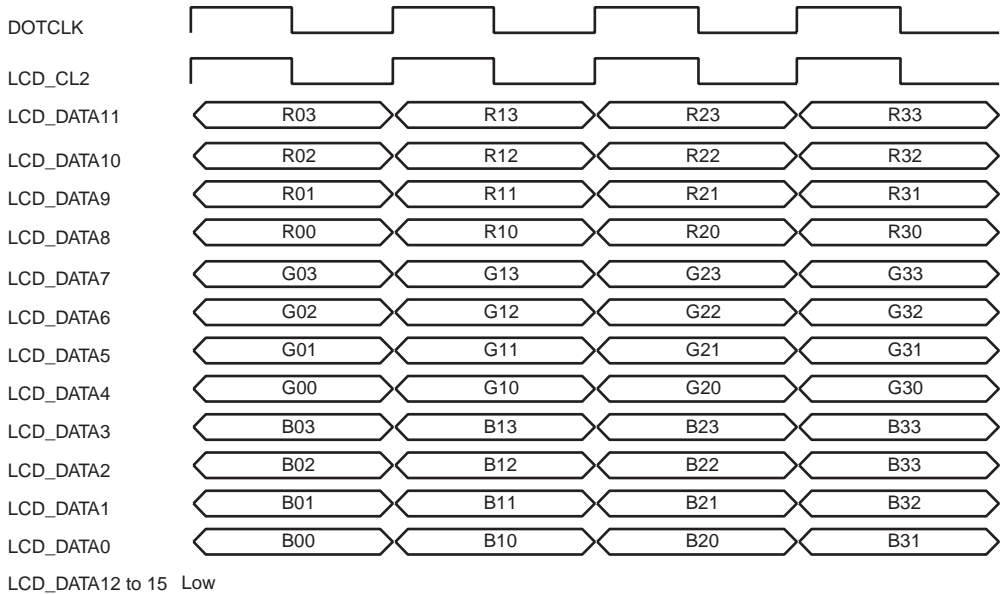 DOTCLK
LCD_CL2
LCD_DATA11 R03 R13 R23 R33
LCD_DATA10 R02 R12 R22 R32
LCD_DATA9 R01 R11 R21 R31
LCD_DATA8 R00 R10 R20 R30
LCD_DATA7 G03 G13 G23 G33
LCD_DATA6 G02 G12 G22 G32
LCD_DATA5 G01 G11 G21 G31
LCD_DATA4 G00 G10 G20 G30
LCD_DATA3 B03 B13 B23 B33
LCD_DATA2 B02 B12 B22 B33
LCD_DATA1 B01 B11 B21 B32
LCD_DATA0 B00 B10 B20 B31
LCD_DATA12 to 15 Low